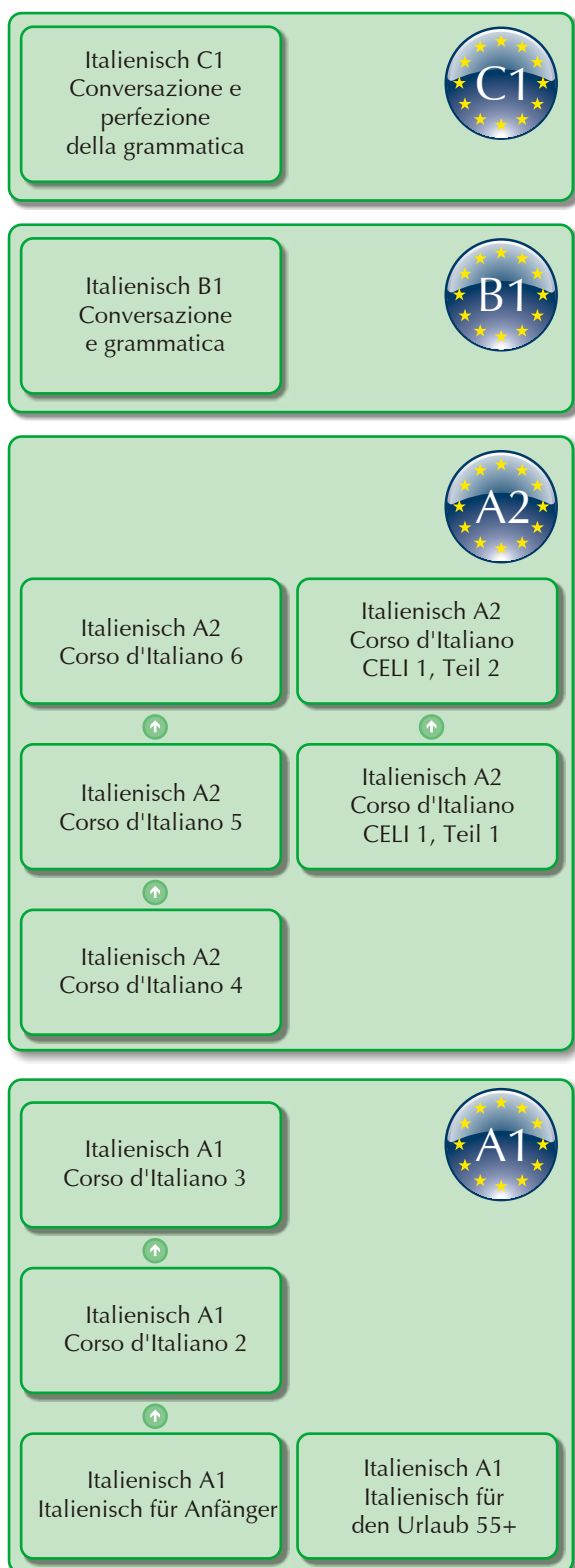 Italienisch C1
Conversazione e
perfezione
della grammatica
C1
Italienisch B1
Conversazione
e grammatica
B1
A2
Italienisch A2
Corso d'Italiano 6
Italienisch A2
Corso d'Italiano
CELI 1, Teil 2
Italienisch A2
Corso d'Italiano 5
Italienisch A2
Corso d'Italiano
CELI 1, Teil 1
Italienisch A2
Corso d'Italiano 4
Italienisch A1
Corso d'Italiano 3
A1
Italienisch A1
Corso d'Italiano 2
Italienisch A1
Italienisch für Anfänger
Italienisch A1
Italienisch für
den Urlaub 55+